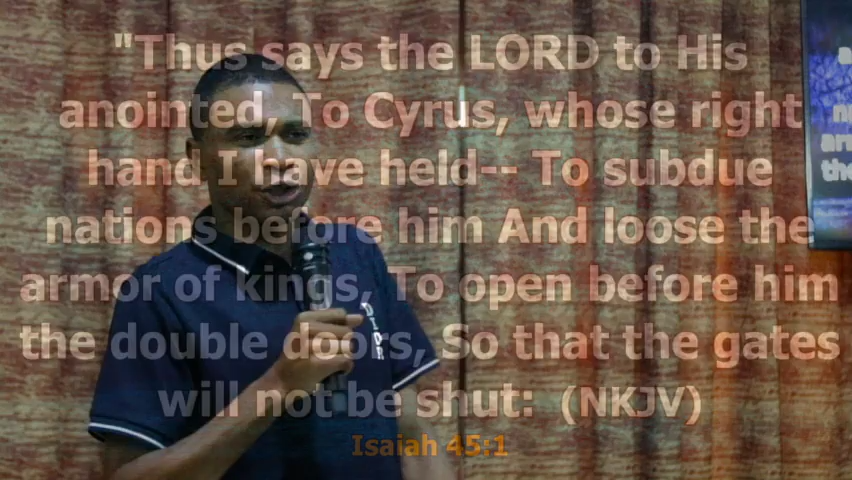 "Thus says the LORD to His
anointed, To Cyrus, whose right
hand I have held-- To subdue
nations before him And loose the
armor of kings, To open before him
the double doors, So that the gates
will not be shut:  (NKJV)
Isaiah 45:1